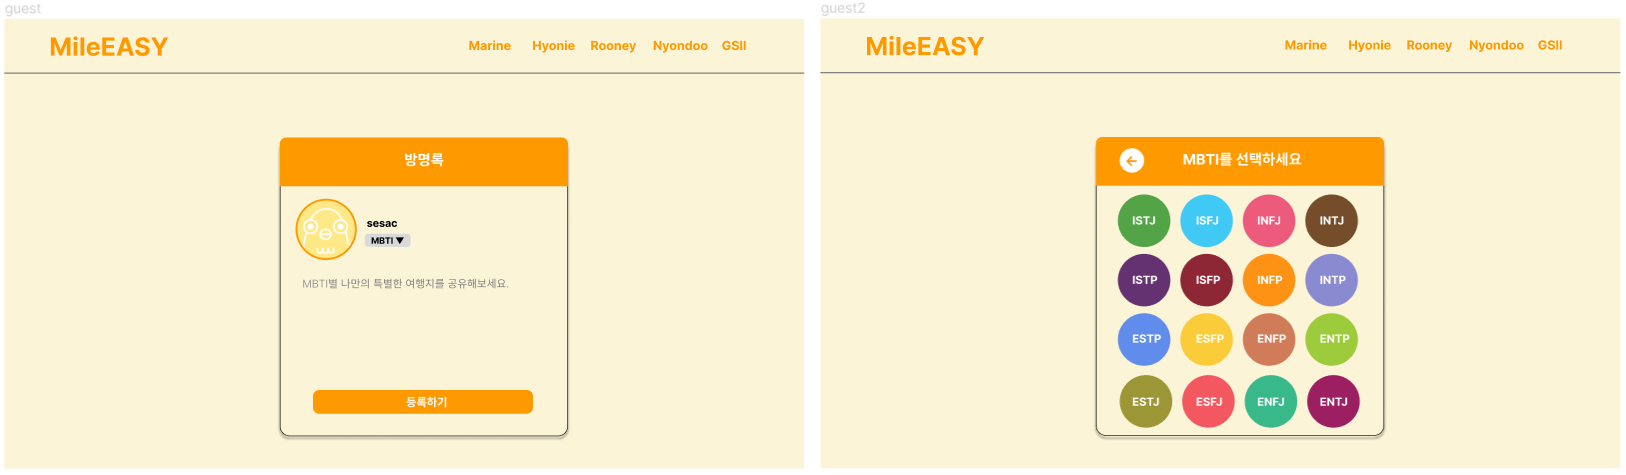 guest
MileEASY
Marine Hyonie Rooney Nyondoo GSII
방명록
sesac
MBTI ▼
MBTI별 나만의 특별한 여행지를 공유해보세요.
등록하기
guest2
MileEASY
Marine Hyonie Rooney Nyondoo GSII
MBTI를 선택하세요
ISTJ ISFJ INFJ INTJ
ISTP ISFP INFP INTP
ESTP ESFP ENFP ENTP
ESTJ ESFJ ENFJ ENTJ